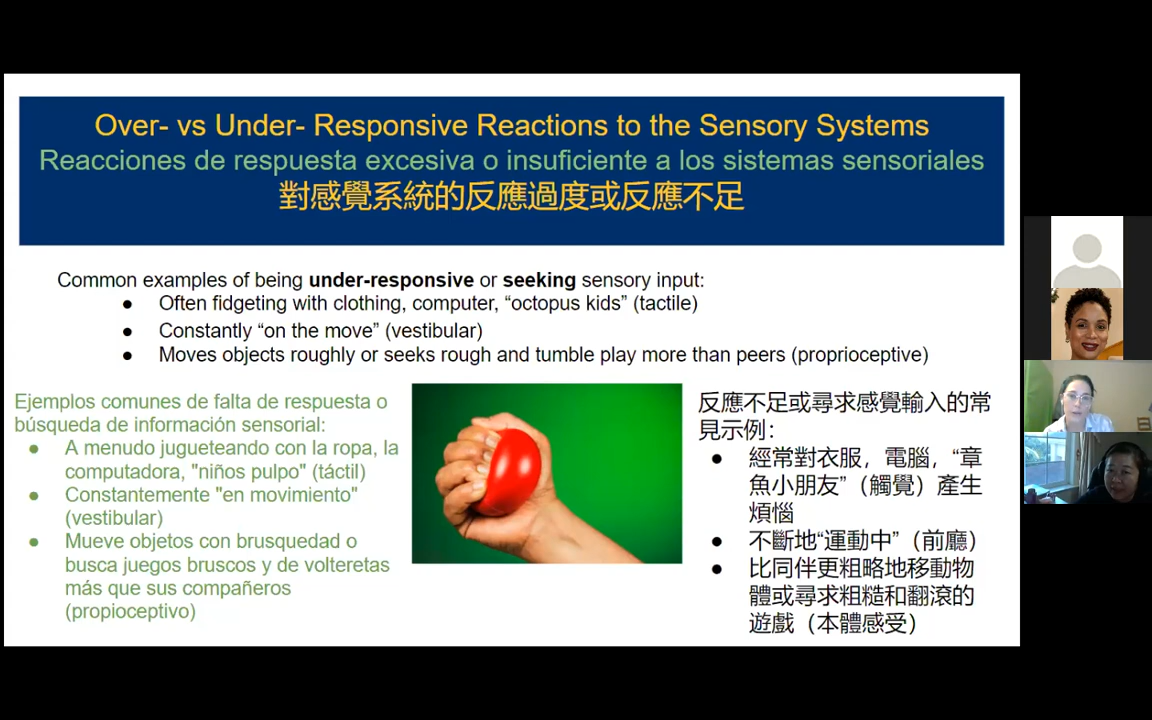 Over- vs Under- Responsive Reactions to the Sensory Systems
Reacciones de respuesta excesiva o insuficiente a los sistemas sensoriales
對感覺系統的反應過度或反應不足
Common examples of being under-responsive or seeking sensory input:
● Often fidgeting with clothing, computer, “octopus kids” (tactile)
● Constantly “on the move” (vestibular)
● Moves objects roughly or seeks rough and tumble play more than peers (proprioceptive)
Ejemplos comunes de falta de respuesta o
búsqueda de información sensorial:
● A menudo jugueteando con la ropa, la
computadora, "niños pulpo" (táctil)
● Constantemente "en movimiento"
(vestibular)
● Mueve objetos con brusquedad o
busca juegos bruscos y de volteretas
más que sus compañeros
(propioceptivo)
反應不足或尋求感覺輸入的常
見示例：
● 經常對衣服，電腦，“章
魚小朋友”（觸覺）產生
煩惱
● 不斷地“運動中”（前廳）
● 比同伴更粗略地移動物
體或尋求粗糙和翻滾的
遊戲（本體感受）